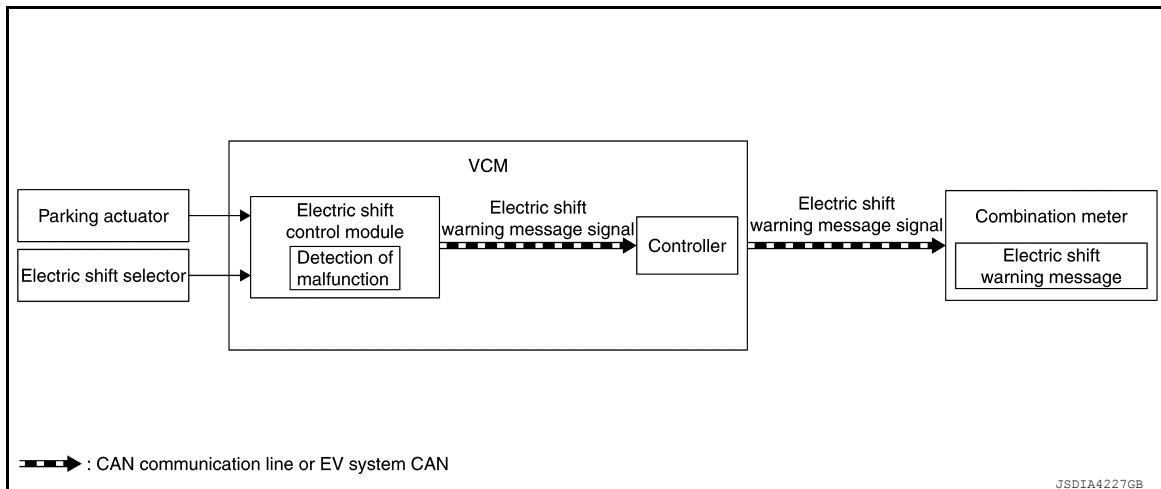 VCM
Parking actuator
Electric shift selector
Electric shift
control module
Detection of
malfunction
Electric shift
warning message signal
Controller
Electric shift
warning message signal
Combination meter
Electric shift
warning message
: CAN communication line or EV system CAN
JSDIA4227GB